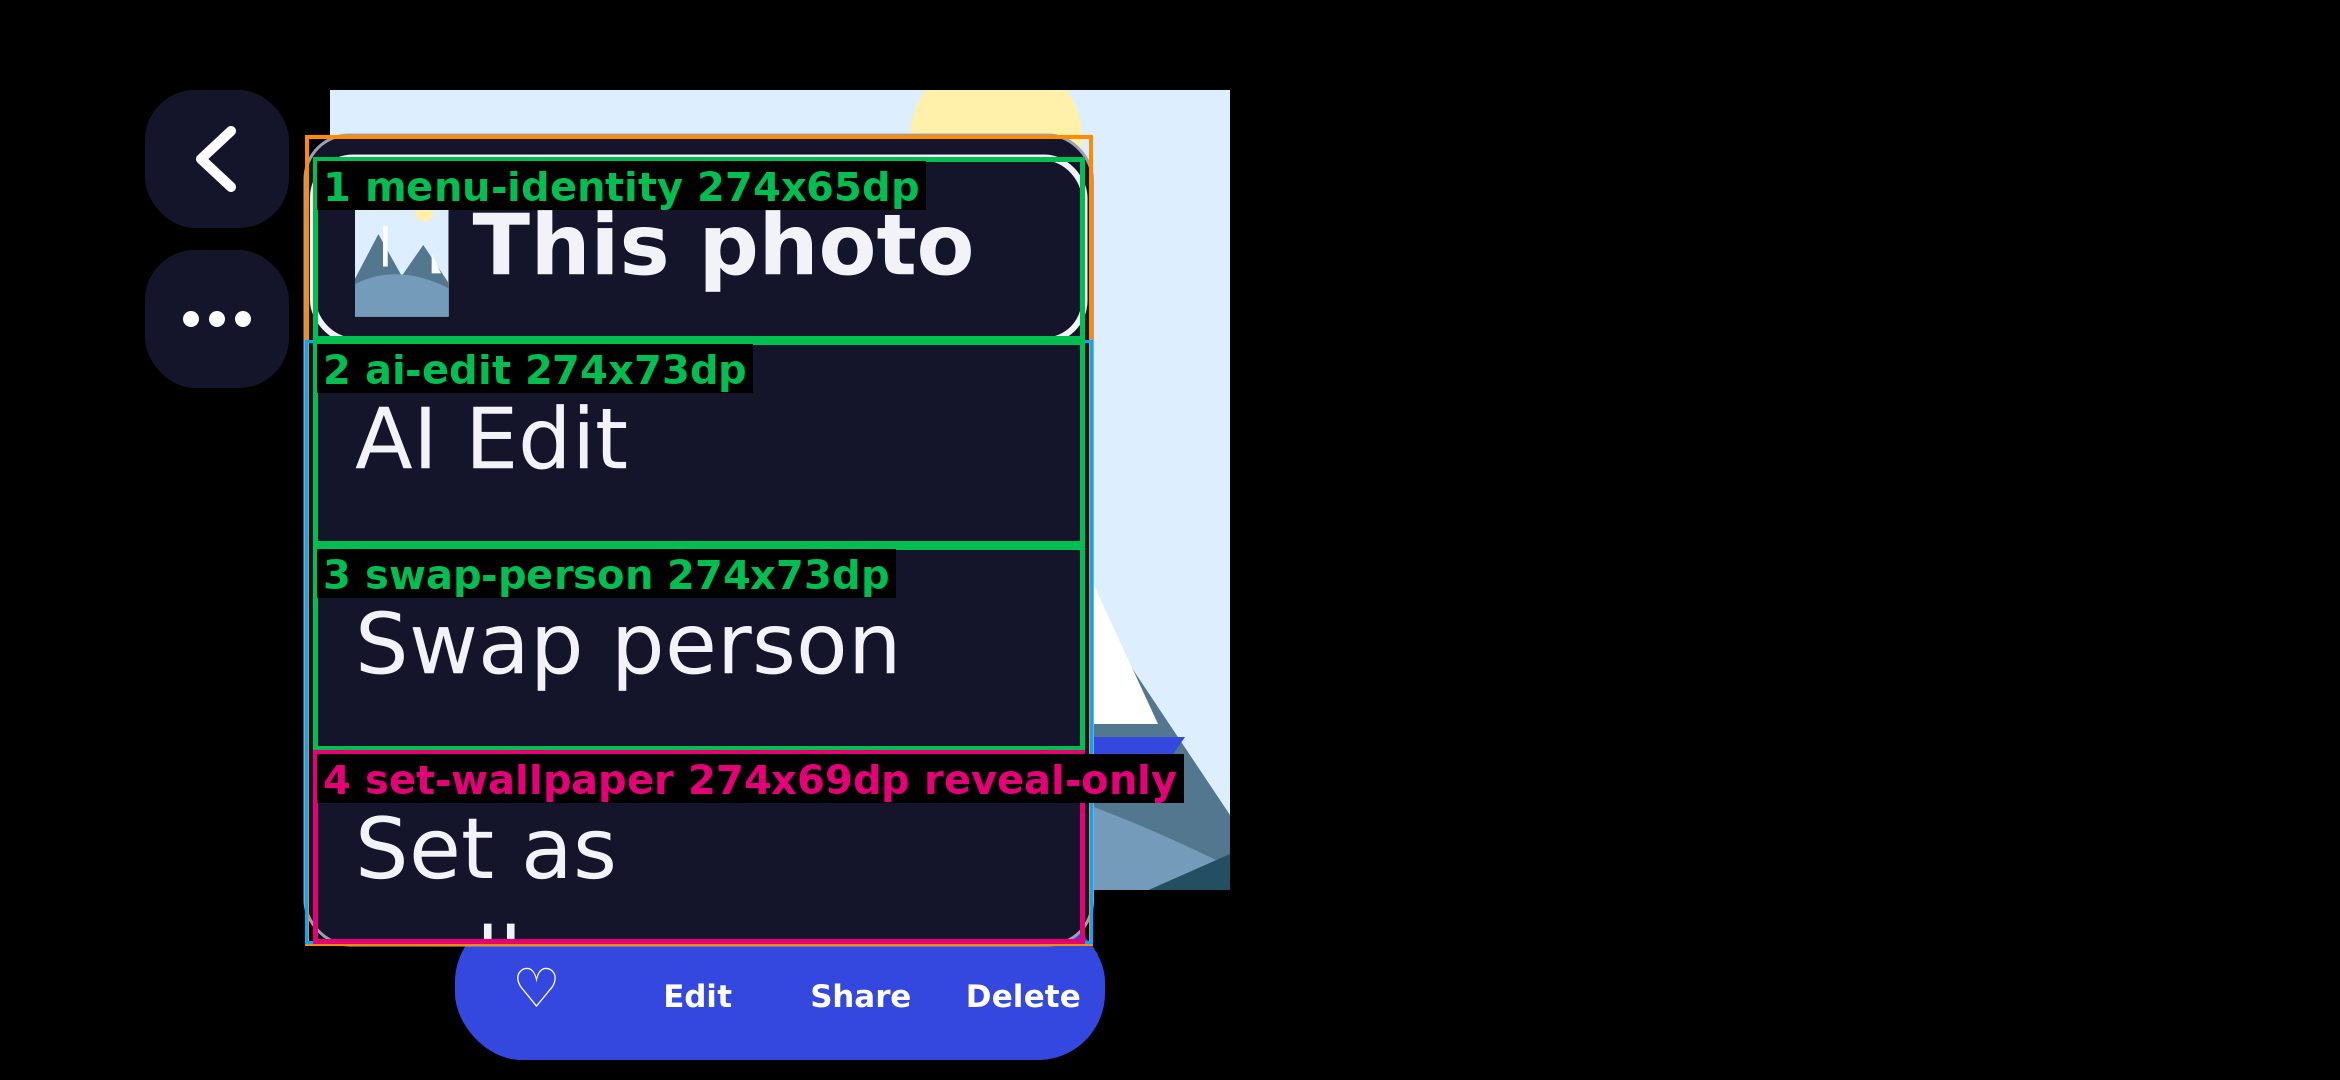 1 menu-identity 274x65dp
This photo
2 ai-edit 274x73dp
AI Edit
3 swap-person 274x73dp
Swap person
4 set-wallpaper 274x69dp reveal-only
Set as
♡ Edit Share Delete